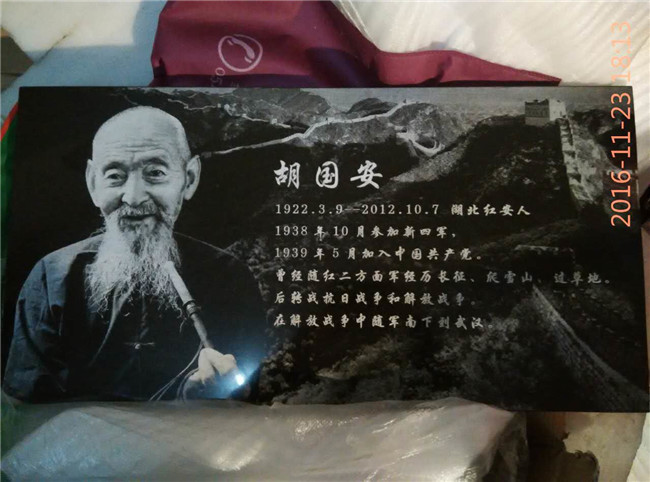 胡国安
1922.3.9—2012.10.7 湖北红安人
1938年10月参加新四军、
1939年5月加入中国共产党。
曾经随红二方面军经历长征、爬雪山、过草地。
后转战抗日战争和解放战争
在解放战争中随军南下到武汉。
2016-11-23 18:13